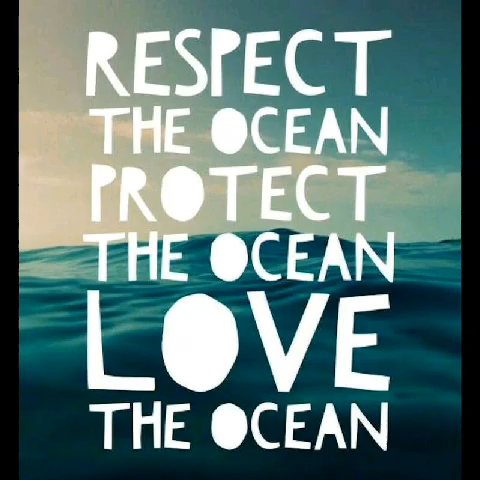 RESPECT
THE OCEAN
PROTECT
THE OCEAN
LOVE
THE OCEAN